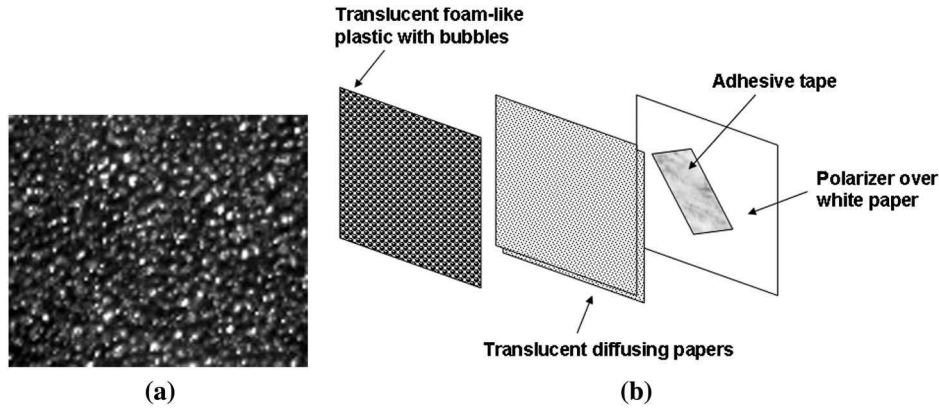 Translucent foam-like
plastic with bubbles
Adhesive tape
Polarizer over
white paper
Translucent diffusing papers
(a)
(b)